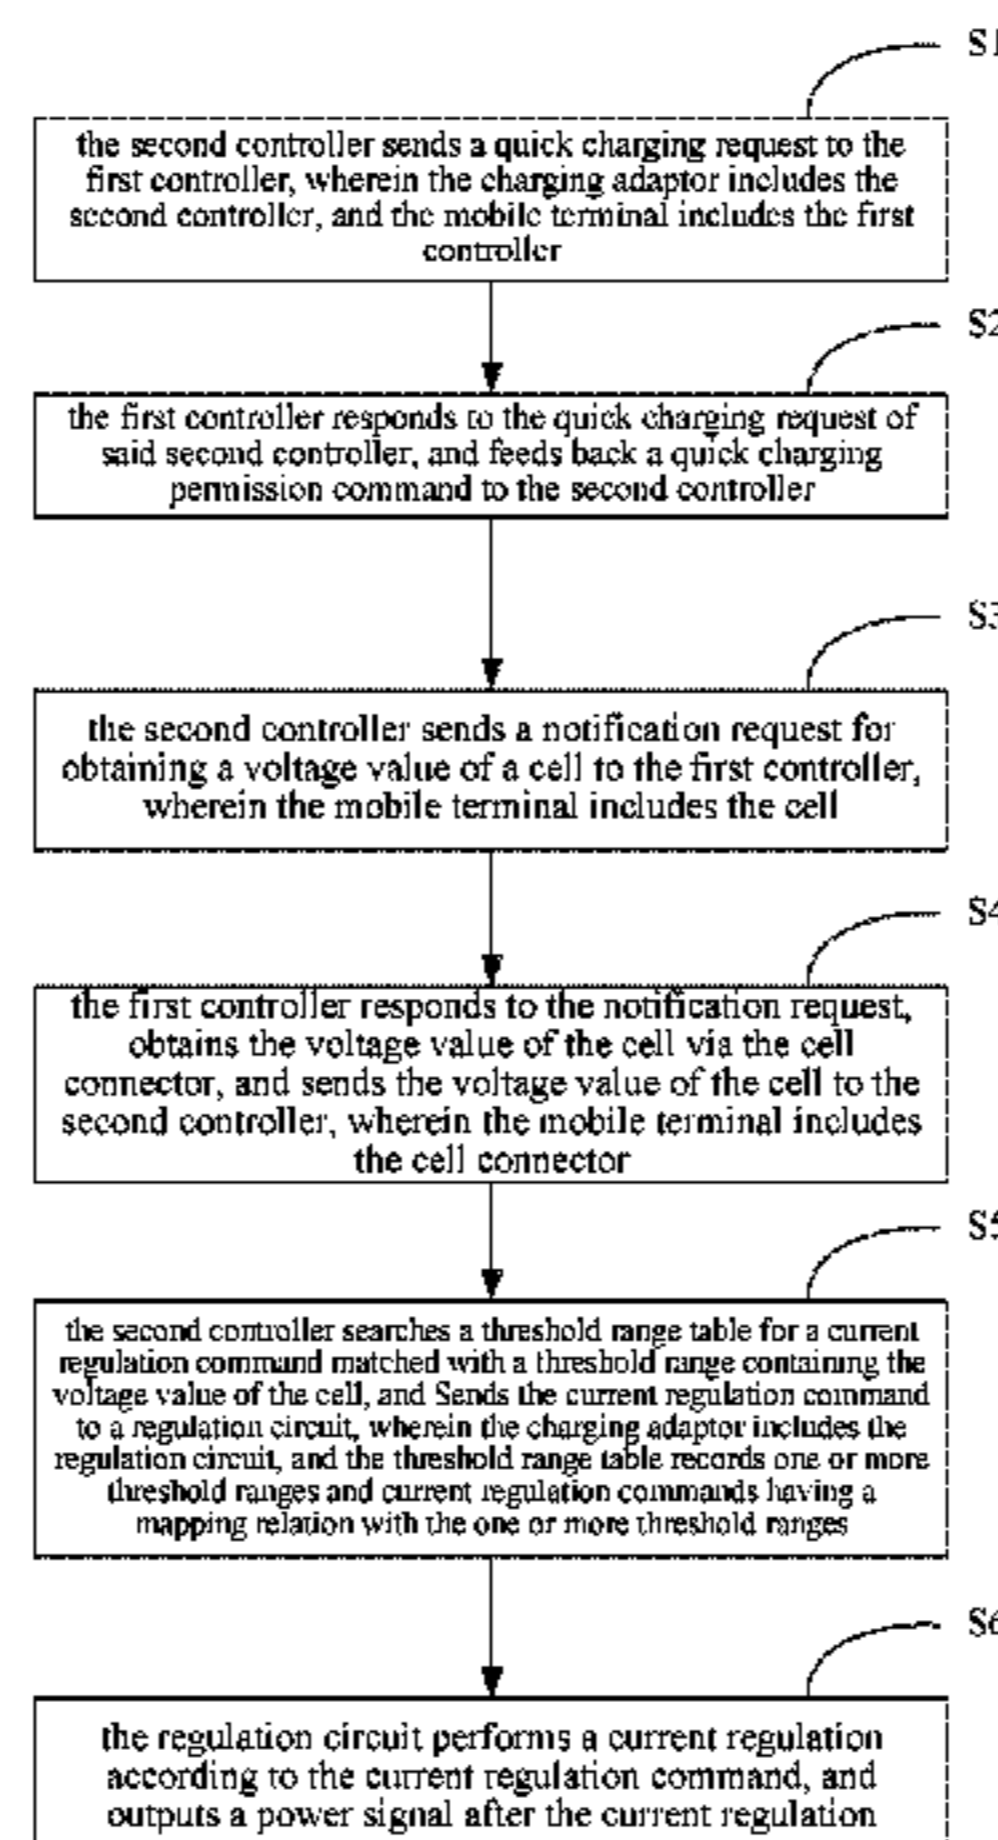 S1
the second controller sends a quick charging request to the
first controller, wherein the charging adaptor includes the
second controller, and the mobile terminal includes the first
controller
S2
the first controller responds to the quick charging request of
said second controller, and feeds back a quick charging
permission command to the second controller
S3
the second controller sends a notification request for
obtaining a voltage value of a cell to the first controller,
wherein the mobile terminal includes the cell
S4
the first controller responds to the notification request,
obtains the voltage value of the cell via the cell
connector, and sends the voltage value of the cell to the
second controller, wherein the mobile terminal includes
the cell connector
S5
the second controller searches a threshold range table for a current
regulation command matched with a threshold range containing the
voltage value of the cell, and Sends the current regulation command
to a regulation circuit, wherein the charging adaptor includes the
regulation circuit, and the threshold range table records one or more
threshold ranges and current regulation commands having a
mapping relation with the one or more threshold ranges
S6
the regulation circuit performs a current regulation
according to the current regulation command, and
outputs a power signal after the current regulation